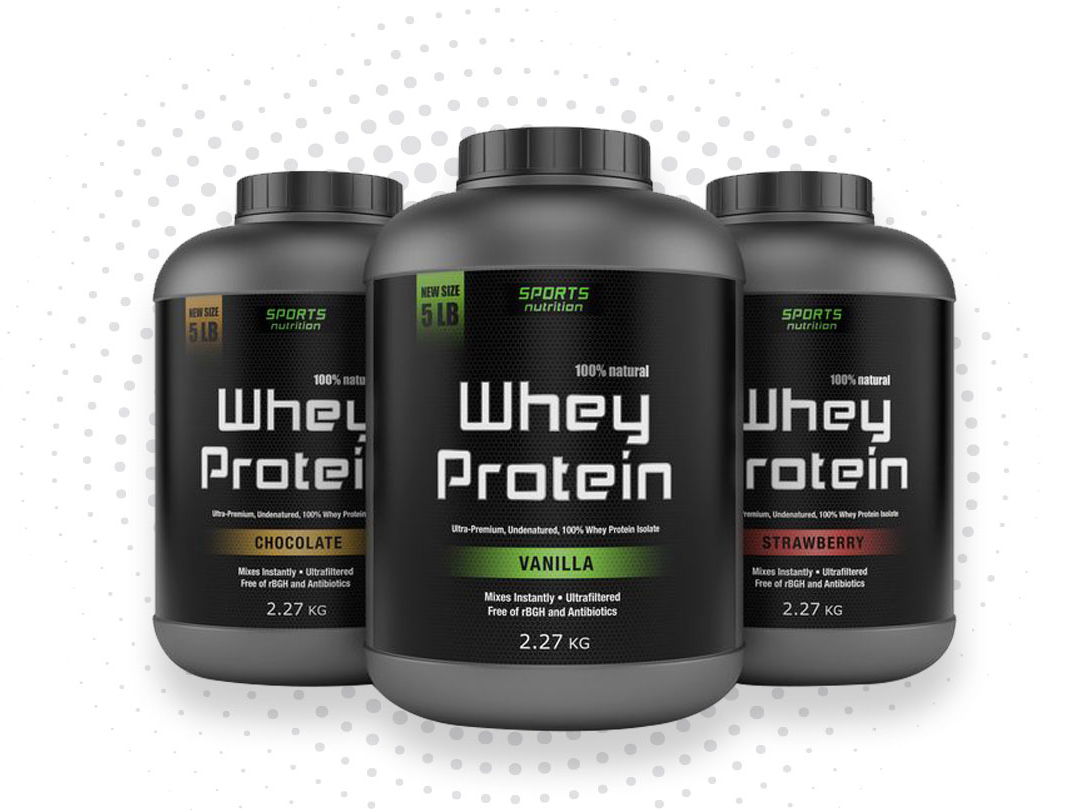 NEW SIZE
5 LB
SPORTS
nutrition
100% natu
Whey
Protei
Ultra-Premium, Undenatured, 100% Whey Protein
CHOCOLATE
Mixes Instantly • Ultrafiltered
Free of rBGH and Antibiotics
2.27 KG
NEW SIZE
5 LB
SPORTS
nutrition
100% natural
Whey
Protein
Ultra-Premium, Undenatured, 100% Whey Protein Isolate
VANILLA
Mixes Instantly • Ultrafiltered
Free of rBGH and Antibiotics
2.27 KG
SPORTS
nutrition
100% natural
Whey
rotein
remium, Undenatured, 100% Whey Protein Isolate
STRAWBERRY
Mixes Instantly • Ultrafiltered
Free of rBGH and Antibiotics
2.27 KG